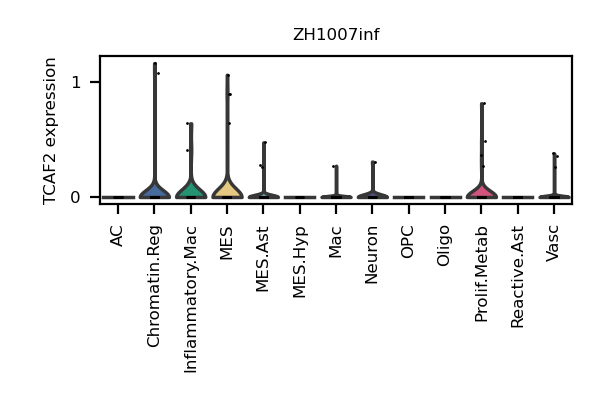 ZH1007inf
TCAF2 expression
1
0
AC
Chromatin.Reg
Inflammatory.Mac
MES
MES.Ast
MES.Hyp
Mac
Neuron
OPC
Oligo
Prolif.Metab
Reactive.Ast
Vasc